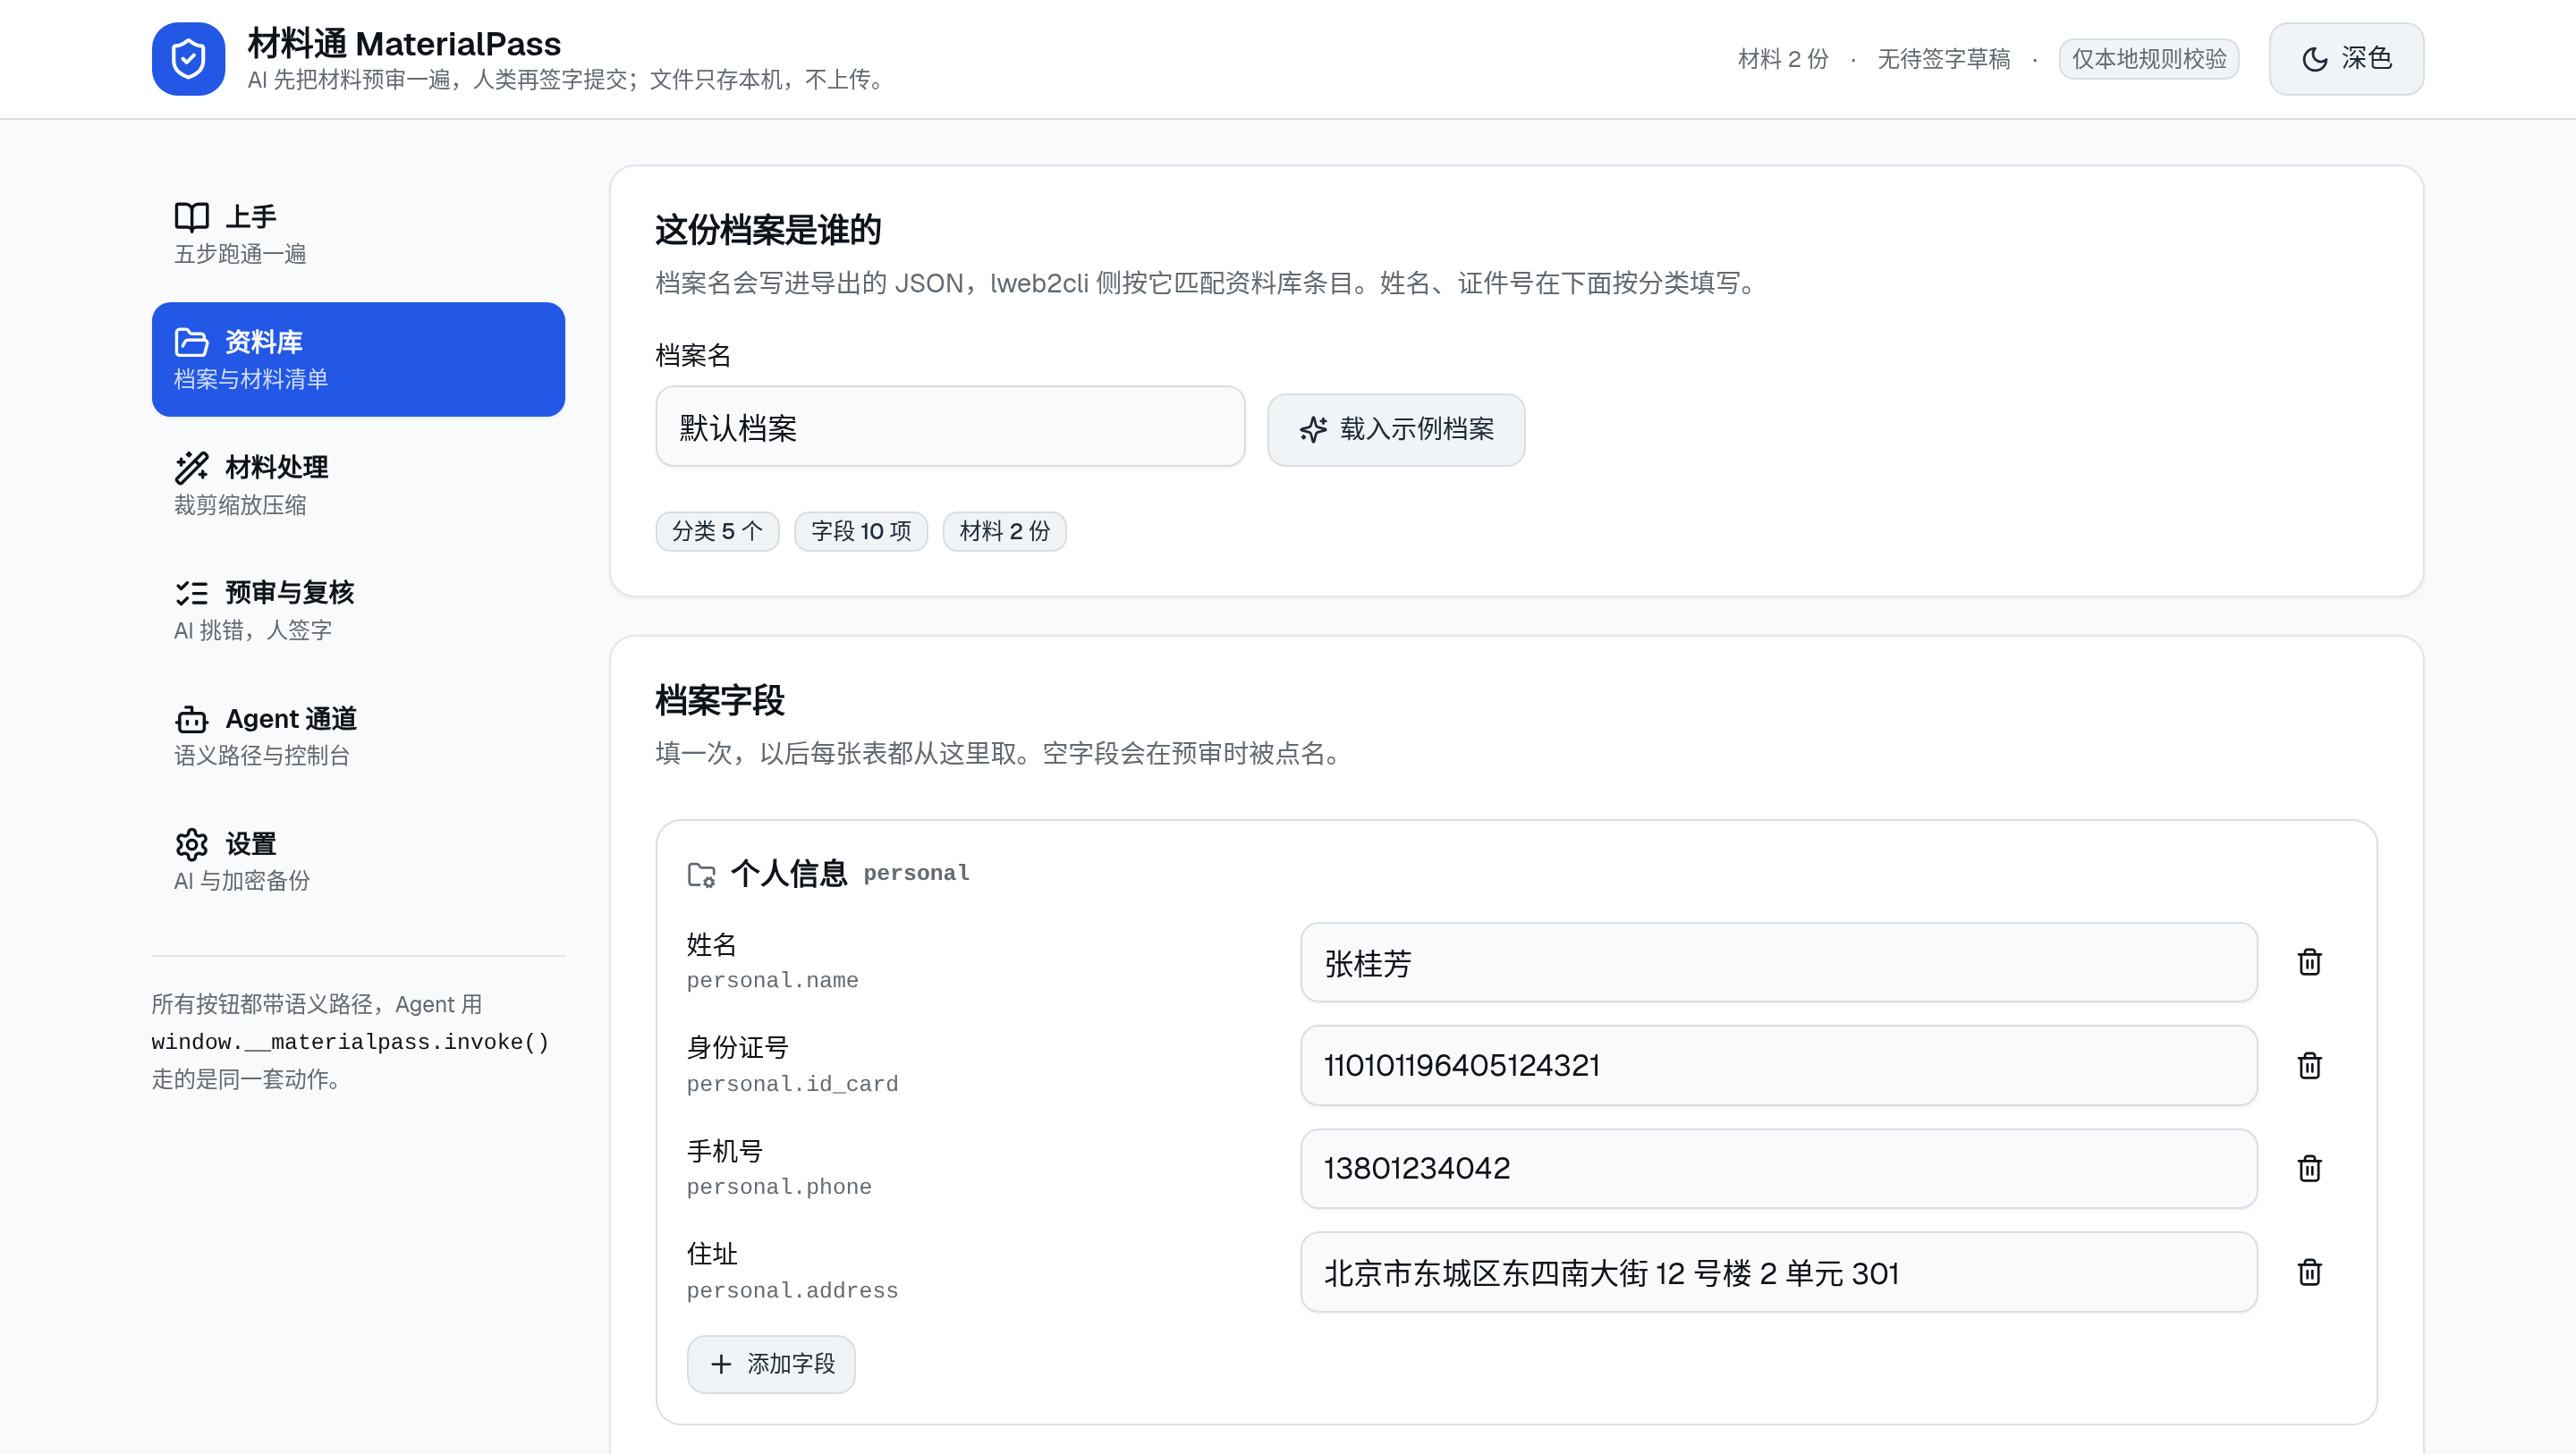 材料通 MaterialPass
AI 先把材料预审一遍，人类再签字提交；文件只存本机，不上传。
材料 2 份 · 无待签字草稿 · 仅本地规则校验
深色
上手
五步跑通一遍
资料库
档案与材料清单
材料处理
裁剪缩放压缩
预审与复核
AI 挑错，人签字
Agent 通道
语义路径与控制台
设置
AI 与加密备份
所有按钮都带语义路径，Agent 用
window.__materialpass.invoke()
走的是同一套动作。
这份档案是谁的
档案名会写进导出的 JSON，lweb2cli 侧按它匹配资料库条目。姓名、证件号在下面按分类填写。
档案名
默认档案
载入示例档案
分类 5 个 字段 10 项 材料 2 份
档案字段
填一次，以后每张表都从这里取。空字段会在预审时被点名。
个人信息 personal
姓名
personal.name
张桂芳
身份证号
personal.id_card
110101196405124321
手机号
personal.phone
13801234042
住址
personal.address
北京市东城区东四南大街 12 号楼 2 单元 301
添加字段